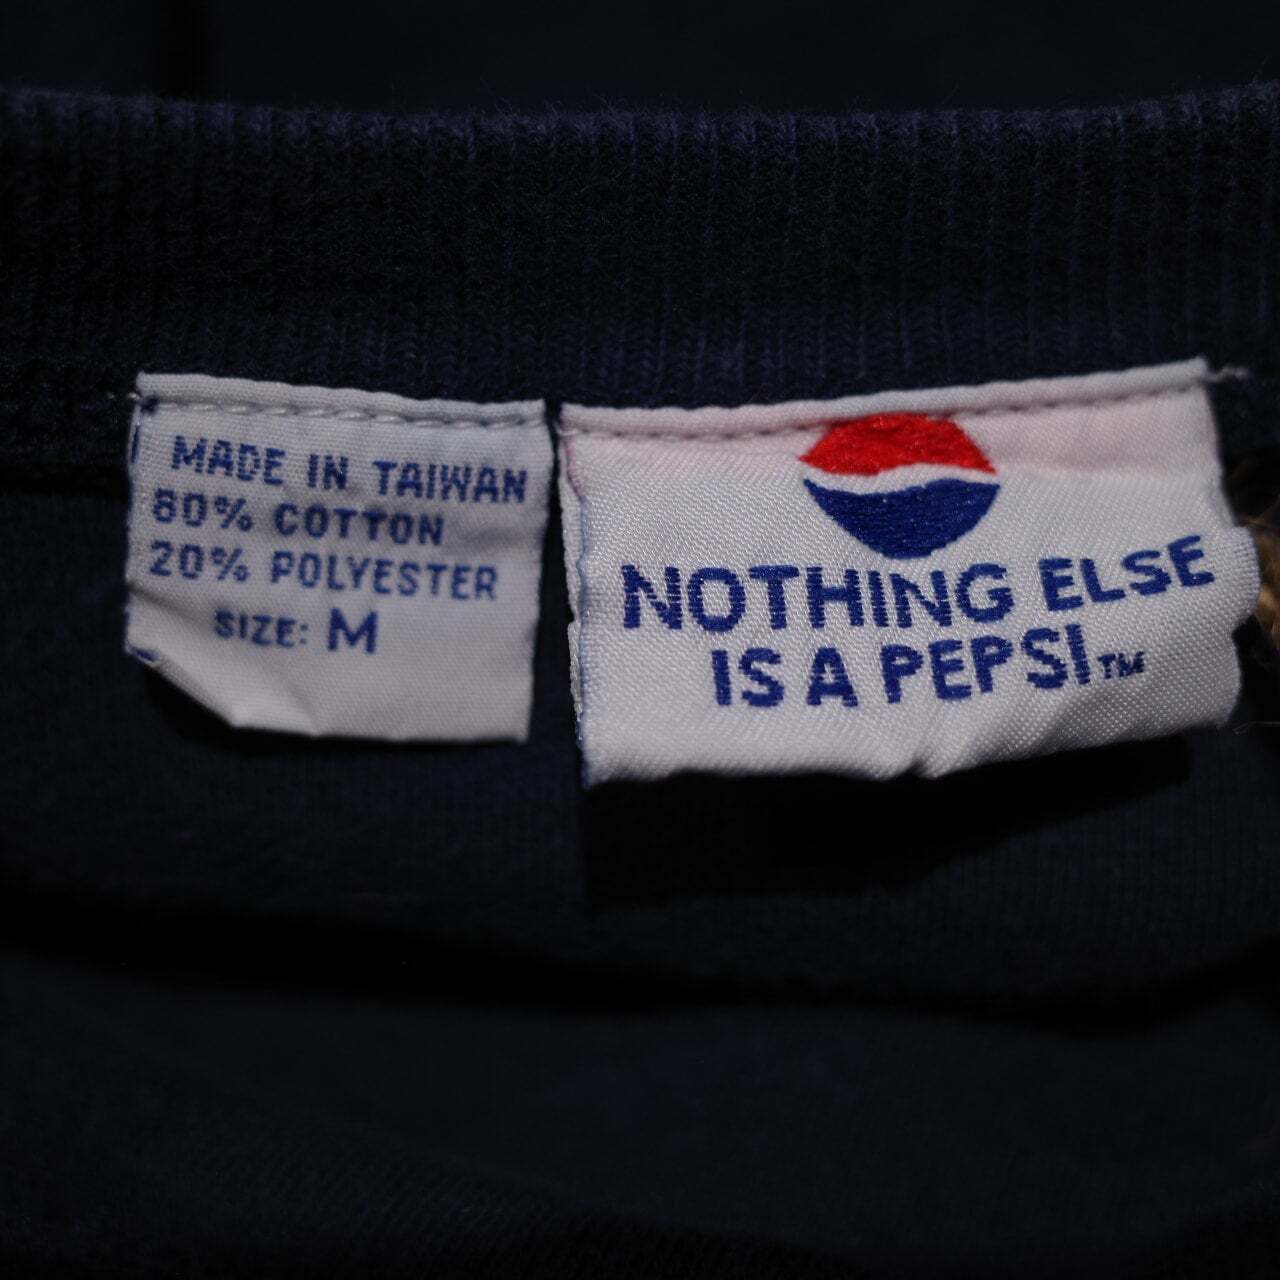 MADE IN TAIWAN
80% COTTON
20% POLYESTER
SIZE: M
NOTHING ELSE
IS A PEPSI™